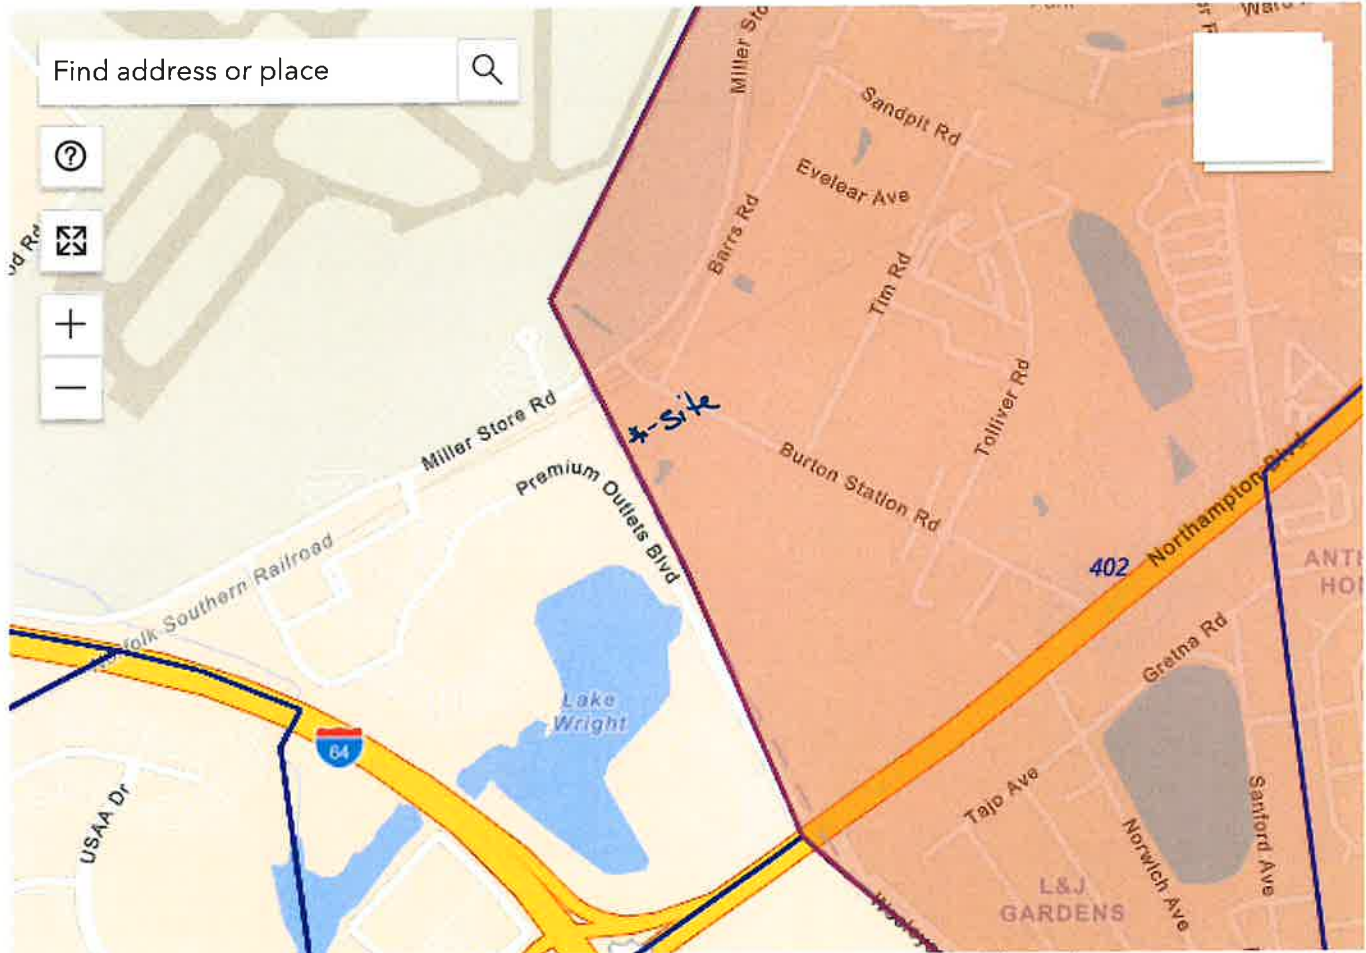 Find address or place
Miller Sto
Sandpit Rd
Evelear Ave
Barrs Rd
Tim Rd
od Rd
Miller Store Rd
*-Site
Tolliver Rd
Premium Outlets Blvd
Burton Station Rd
Northampton Blvd
402
Norfolk Southern Railroad
Gretna Rd
Lake
Wright
64
Tajo Ave
USAA Dr
Sanford Ave
Norwich Ave
L&J
GARDENS